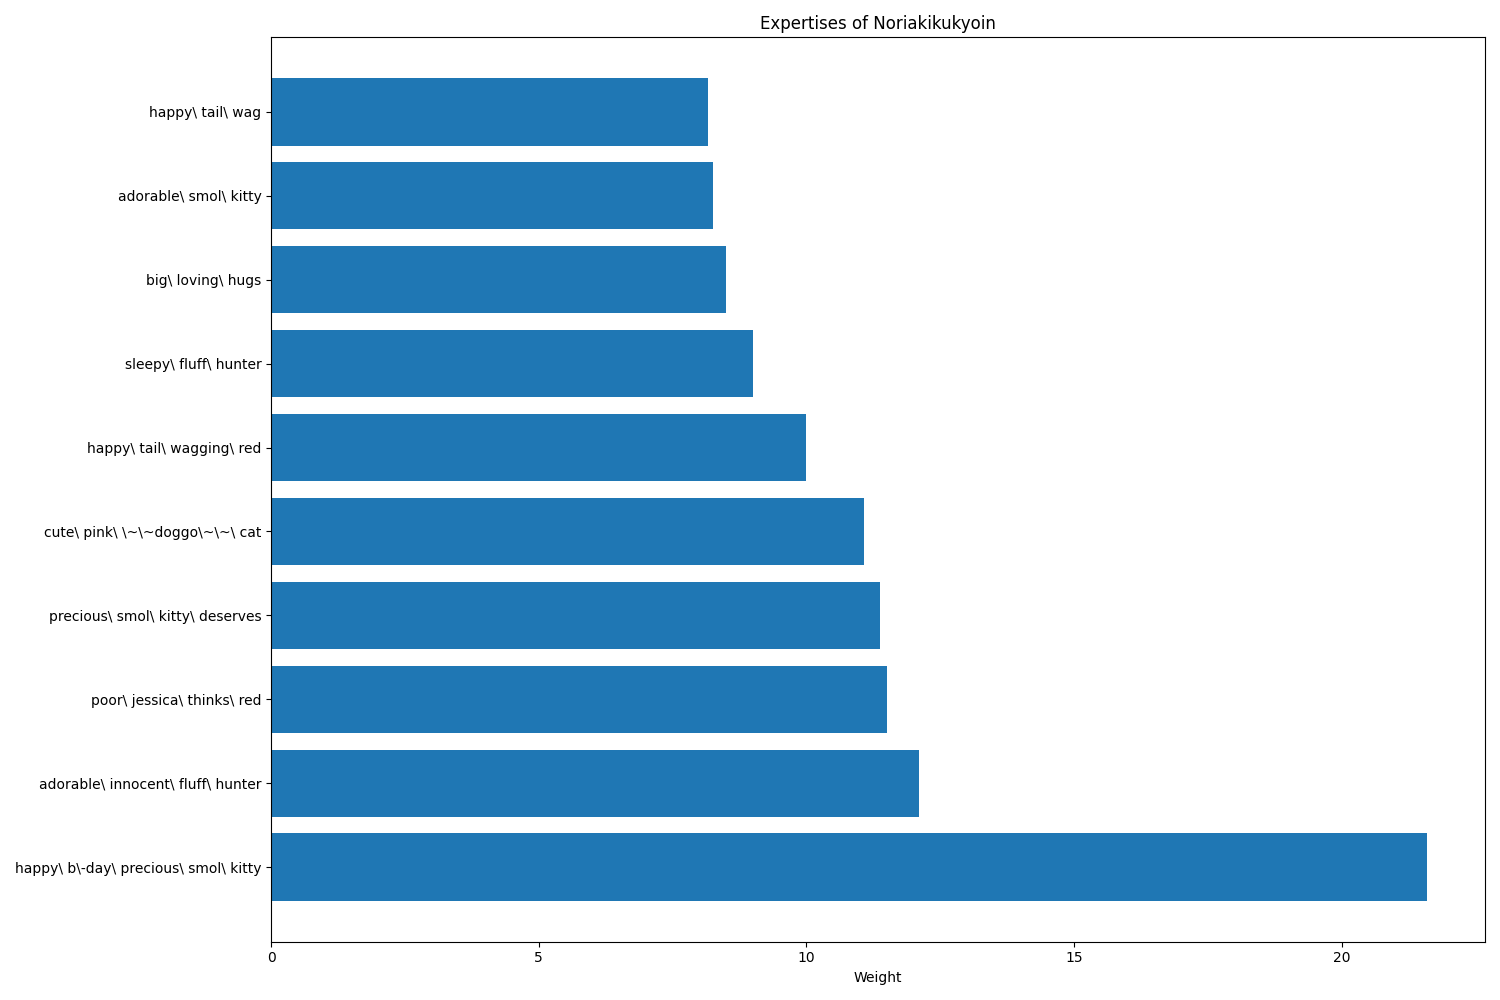 Expertises of Noriakikukyoin
happy\ tail\ wag
adorable\ smol\ kitty
big\ loving\ hugs
sleepy\ fluff\ hunter
happy\ tail\ wagging\ red
cute\ pink\ \~\~doggo\~\~\ cat
precious\ smol\ kitty\ deserves
poor\ jessica\ thinks\ red
adorable\ innocent\ fluff\ hunter
happy\ b\-day\ precious\ smol\ kitty
0 5 10 15 20
Weight